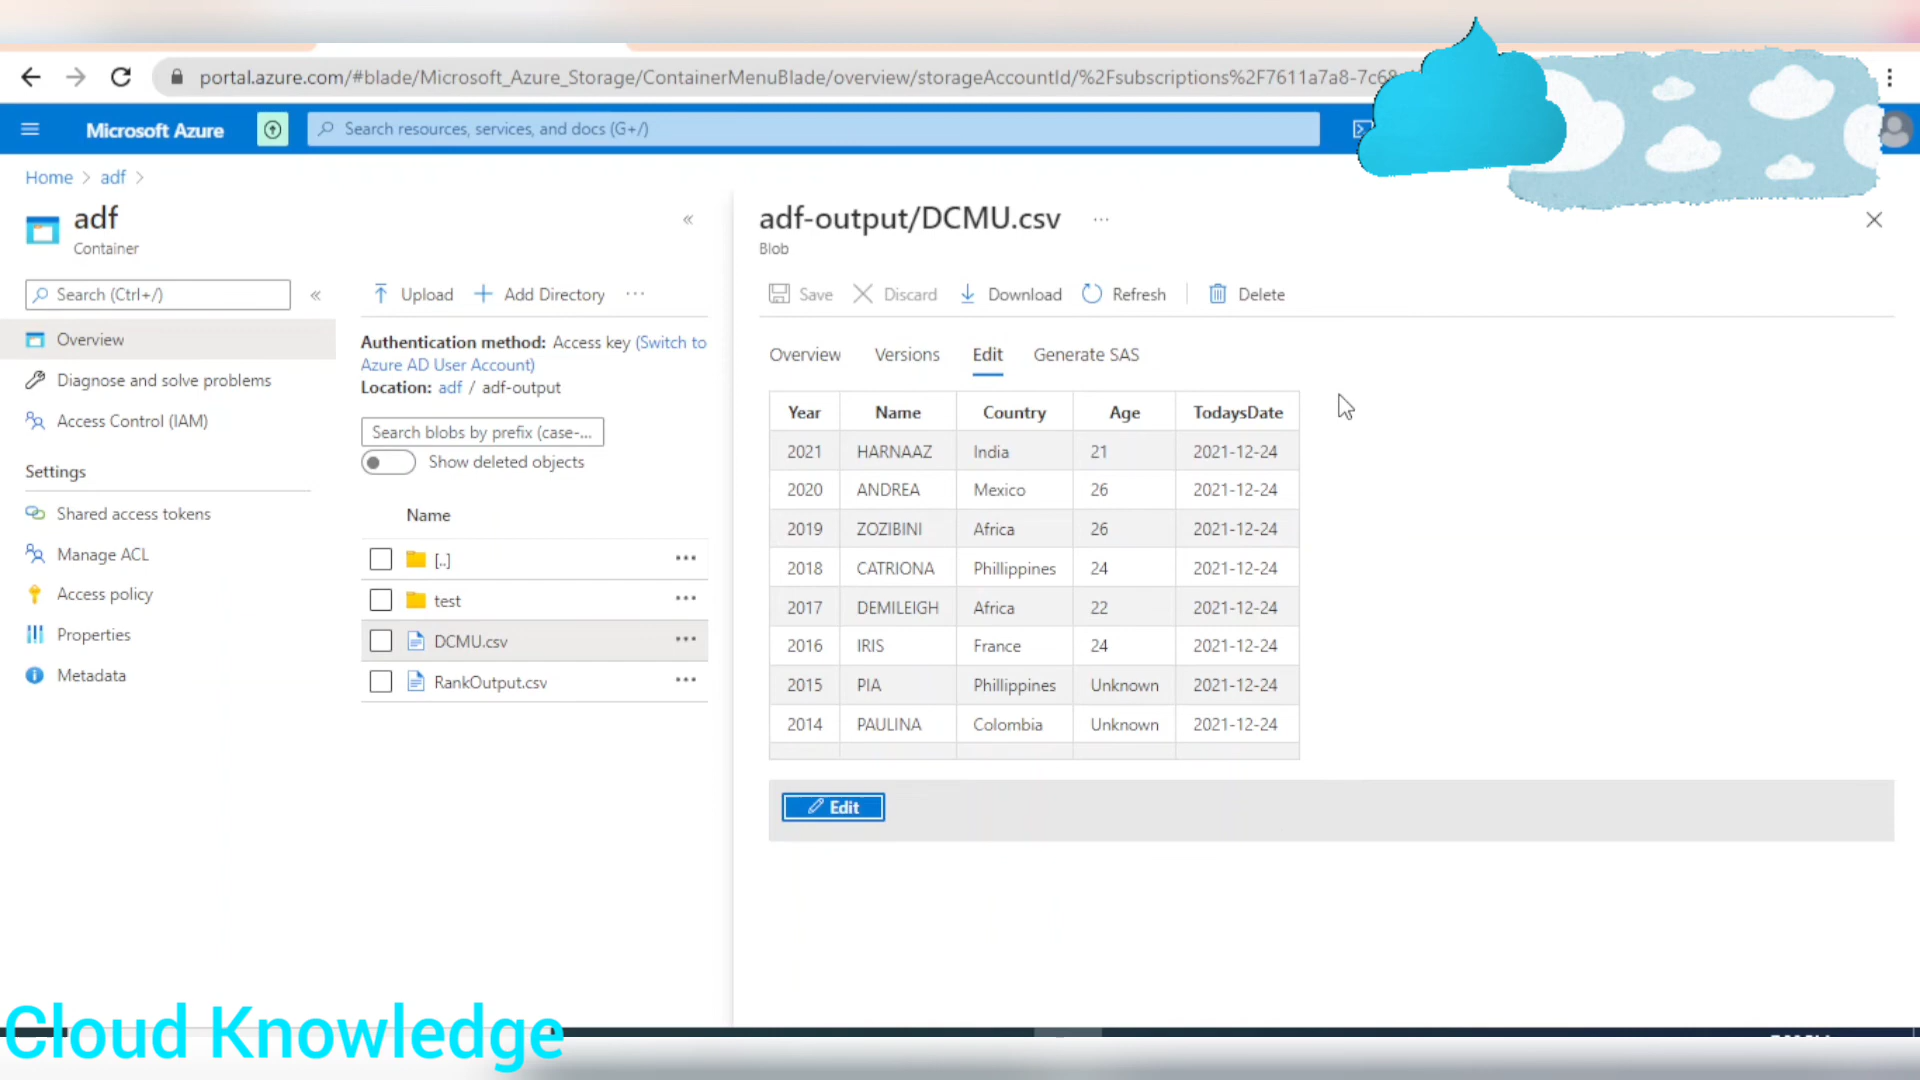 portal.azure.com/#blade/Microsoft_Azure_Storage/ContainerMenuBlade/overview/storageAccountId/%2Fsubscriptions%2F7611a7a8-7c68
Microsoft Azure
Search resources, services, and docs (G+/)
Home > adf >
adf
Container
Search (Ctrl+/)
Overview
Diagnose and solve problems
Access Control (IAM)
Settings
Shared access tokens
Manage ACL
Access policy
Properties
Metadata
Upload
Add Directory
Authentication method: Access key (Switch to
Azure AD User Account)
Location: adf / adf-output
Search blobs by prefix (case-...
Show deleted objects
Name
[..]
test
DCMU.csv
RankOutput.csv
adf-output/DCMU.csv
Blob
Save Discard Download Refresh Delete
Overview Versions Edit Generate SAS
Year Name Country Age TodaysDate
2021 HARNAAZ India 21 2021-12-24
2020 ANDREA Mexico 26 2021-12-24
2019 ZOZIBINI Africa 26 2021-12-24
2018 CATRIONA Phillippines 24 2021-12-24
2017 DEMILEIGH Africa 22 2021-12-24
2016 IRIS France 24 2021-12-24
2015 PIA Phillippines Unknown 2021-12-24
2014 PAULINA Colombia Unknown 2021-12-24
Edit
Cloud Knowledge